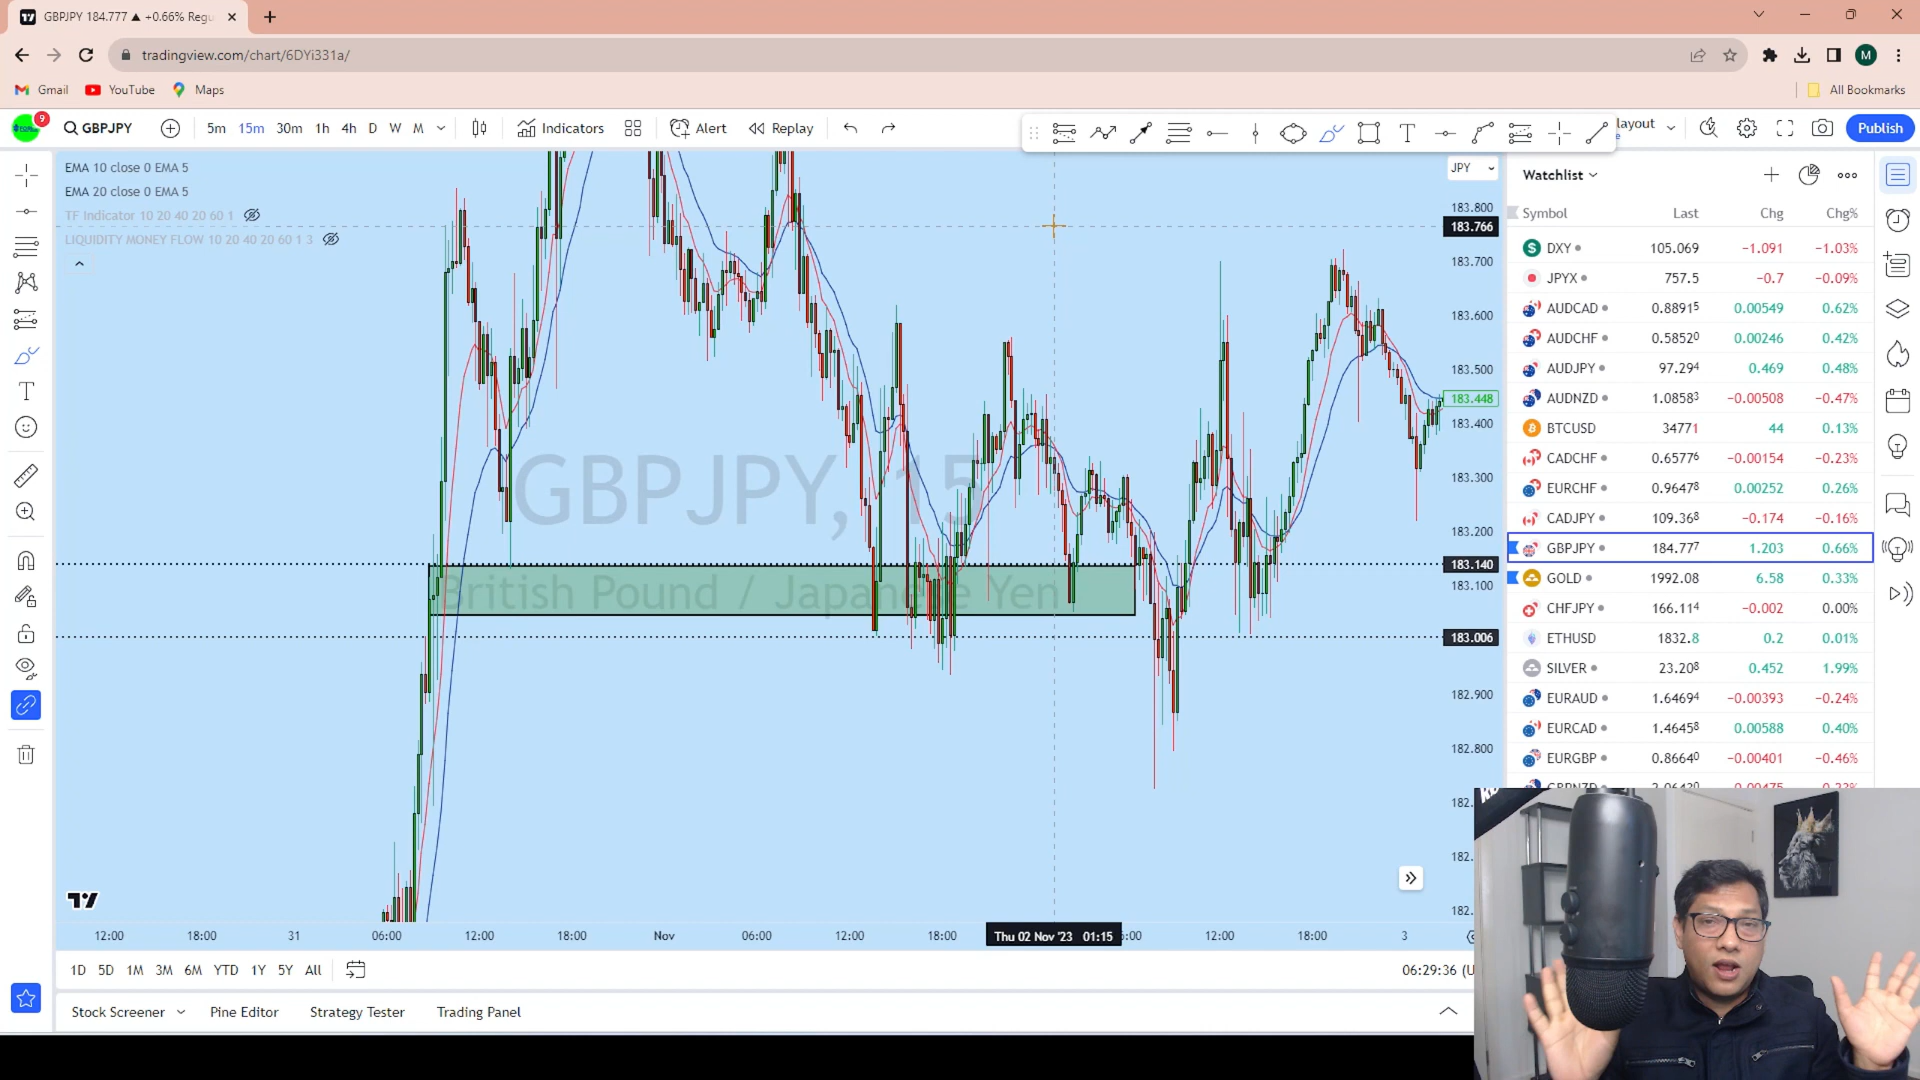 GBPJPY 184.777 ▲ +0.66% Regu
tradingview.com/chart/6DYi331a/
M
Gmail YouTube Maps All Bookmarks
9
GBPJPY 5m 15m 30m 1h 4h D W M Indicators Alert Replay layout Publish
EMA 10 close 0 EMA 5
EMA 20 close 0 EMA 5
TF Indicator 10 20 40 20 60 1
LIQUIDITY MONEY FLOW 10 20 40 20 60 1 3
GBPJPY, 15
British Pound / Japanese Yen
JPY
183.800
183.766
183.700
183.600
183.500
183.448
183.400
183.300
183.200
183.140
183.100
183.006
182.900
182.800
182.
182.
182.
12:00 18:00 31 06:00 12:00 18:00 Nov 06:00 12:00 18:00 Thu 02 Nov '23 01:15 :00 12:00 18:00 3
1D 5D 1M 3M 6M YTD 1Y 5Y All 06:29:36 (U
Stock Screener Pine Editor Strategy Tester Trading Panel
Watchlist
Symbol Last Chg Chg%
DXY 105.069 −1.091 −1.03%
JPYX 757.5 −0.7 −0.09%
AUDCAD 0.88915 0.00549 0.62%
AUDCHF 0.58520 0.00246 0.42%
AUDJPY 97.294 0.469 0.48%
AUDNZD 1.08583 −0.00508 −0.47%
BTCUSD 34771 44 0.13%
CADCHF 0.65776 −0.00154 −0.23%
EURCHF 0.96478 0.00252 0.26%
CADJPY 109.368 −0.174 −0.16%
GBPJPY 184.777 1.203 0.66%
GOLD 1992.08 6.58 0.33%
CHFJPY 166.114 −0.002 0.00%
ETHUSD 1832.8 0.2 0.01%
SILVER 23.208 0.452 1.99%
EURAUD 1.64694 −0.00393 −0.24%
EURCAD 1.46458 0.00588 0.40%
EURGBP 0.86640 −0.00401 −0.46%